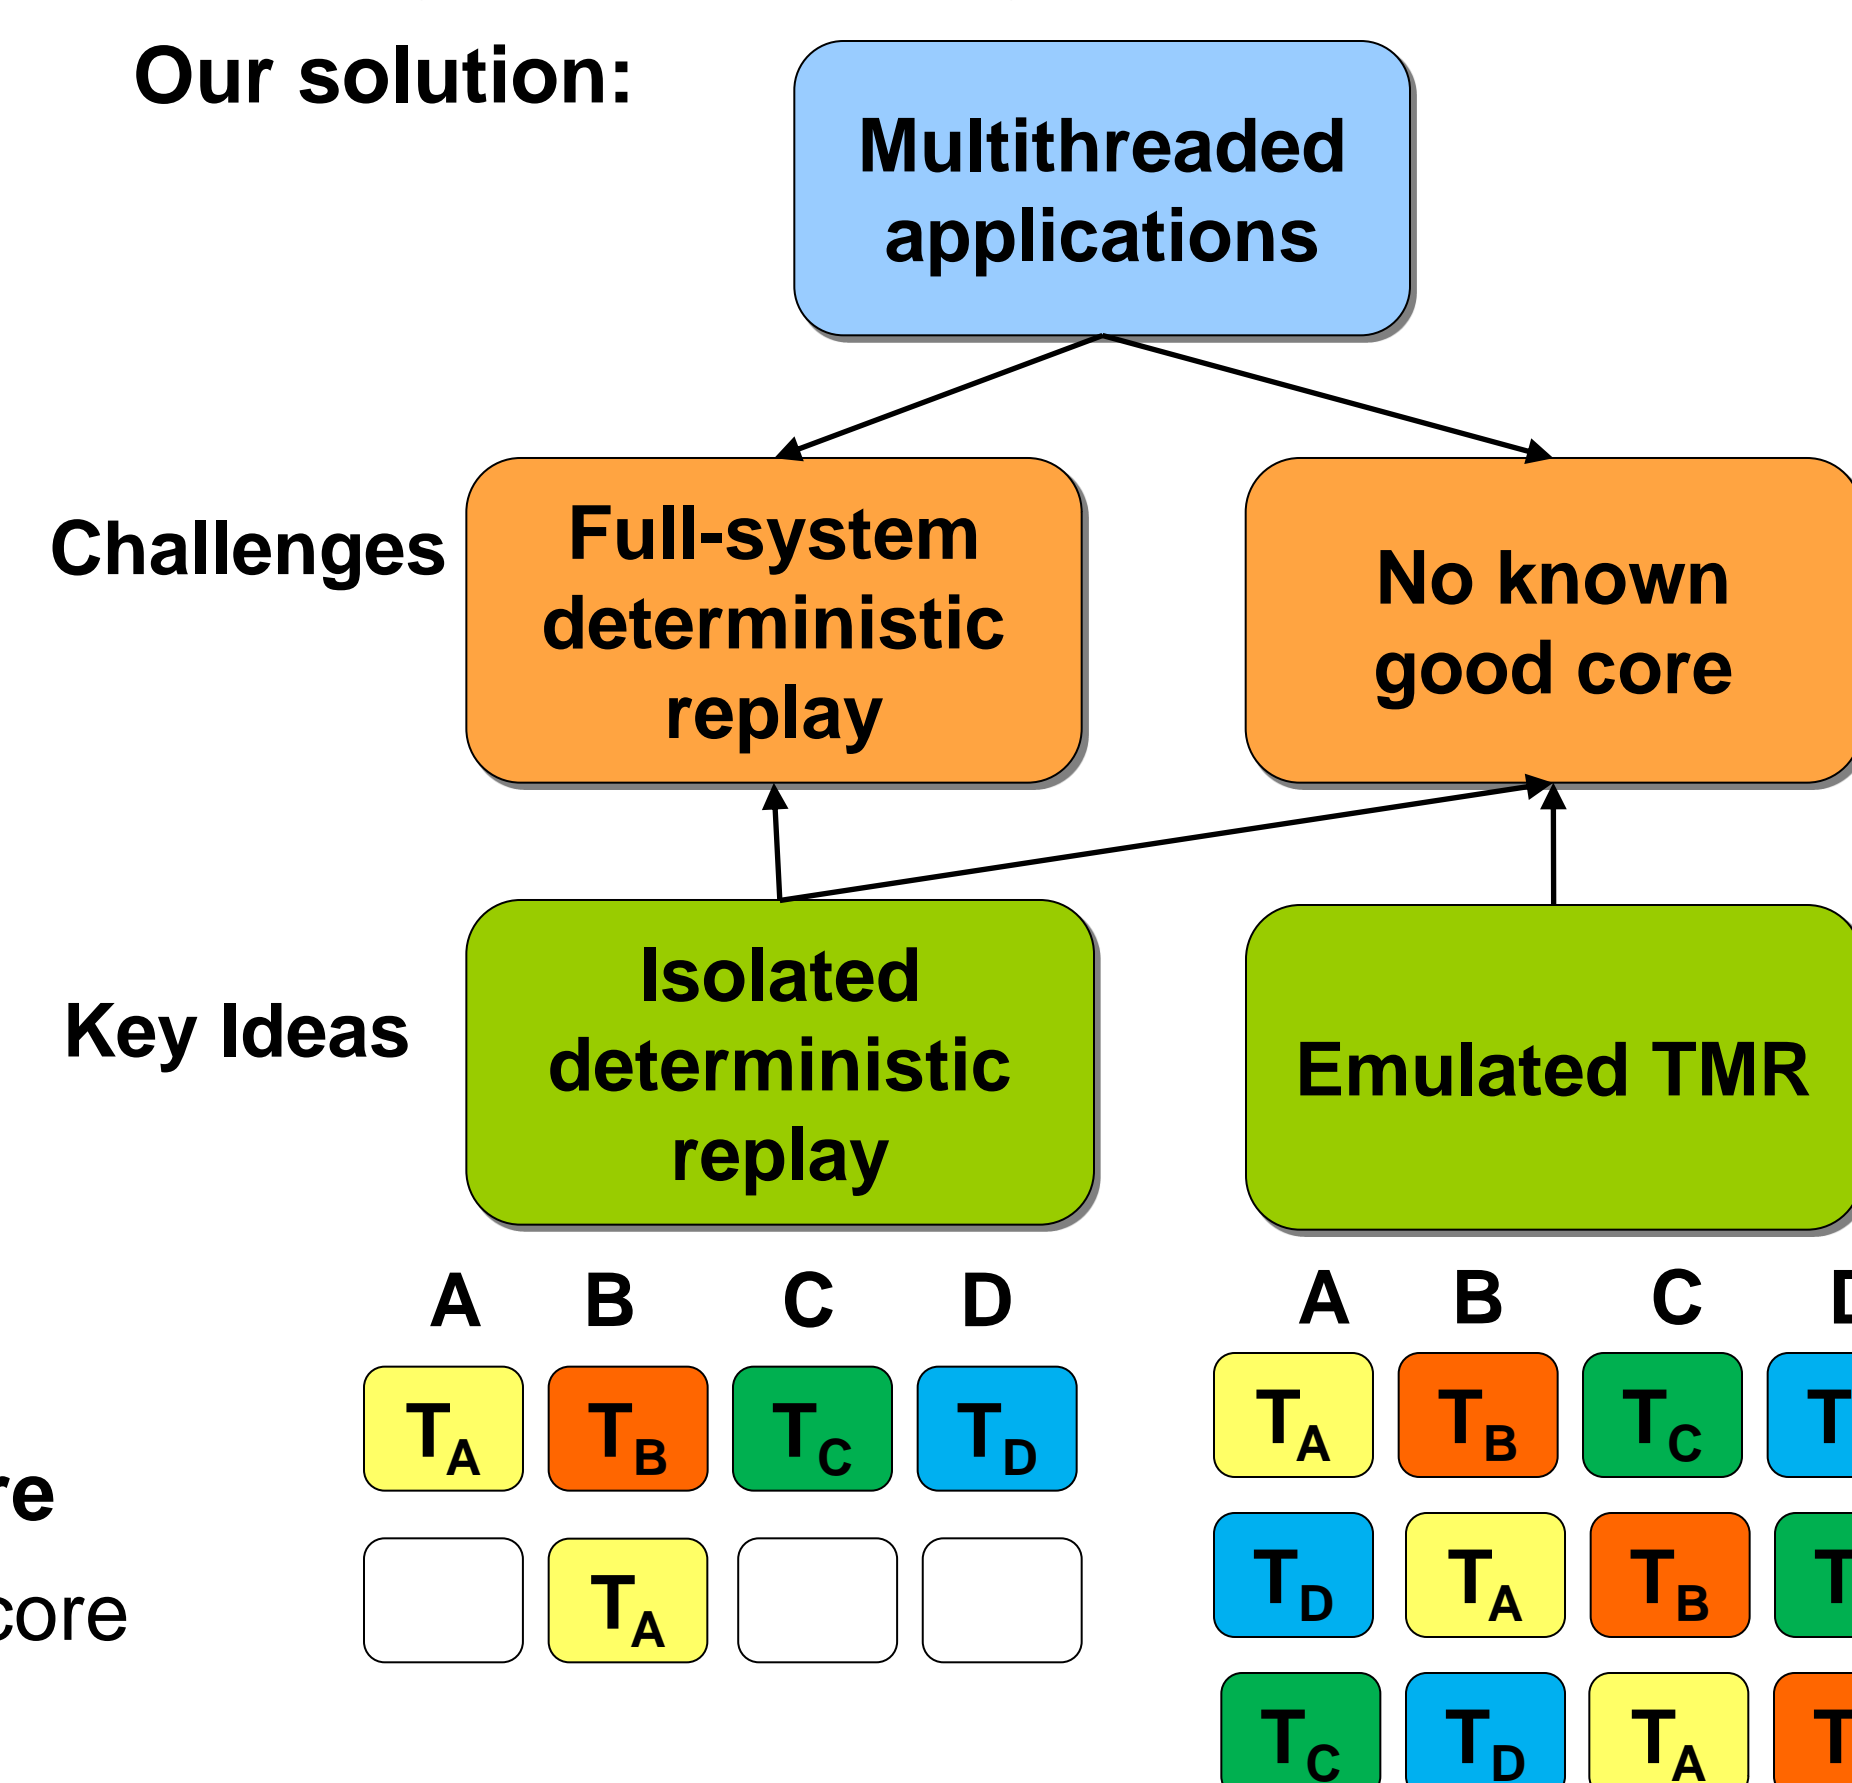 Our solution:
Multithreaded
applications
Challenges
Full-system
deterministic
replay
No known
good core
Key Ideas
Isolated
deterministic
replay
Emulated TMR
A B C D
A B C
TA TB TC TD
TA TB TC T
re
TD TA TB T
core
TA
TC TD TA T